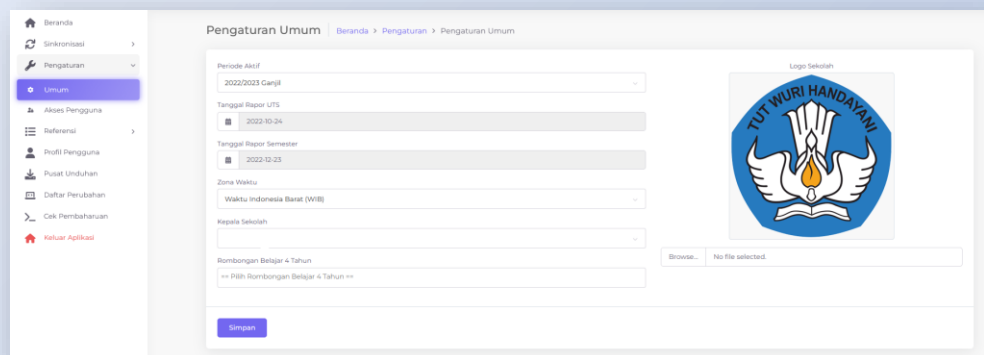 Beranda
Sinkronisasi
Pengaturan
Umum
Akses Pengguna
Referensi
Profil Pengguna
Pusat Unduhan
Daftar Perubahan
Cek Pembaharuan
Keluar Aplikasi
Pengaturan Umum Beranda > Pengaturan > Pengaturan Umum
Periode Aktif
2022/2023 Ganjil
Tanggal Rapor UTS
2022-10-24
Tanggal Rapor Semester
2022-12-23
Zona Waktu
Waktu Indonesia Barat (WIB)
Kepala Sekolah
Rombongan Belajar 4 Tahun
== Pilih Rombongan Belajar 4 Tahun ==
Simpan
Logo Sekolah
TUT WURI HANDAYANI
Browse... No file selected.